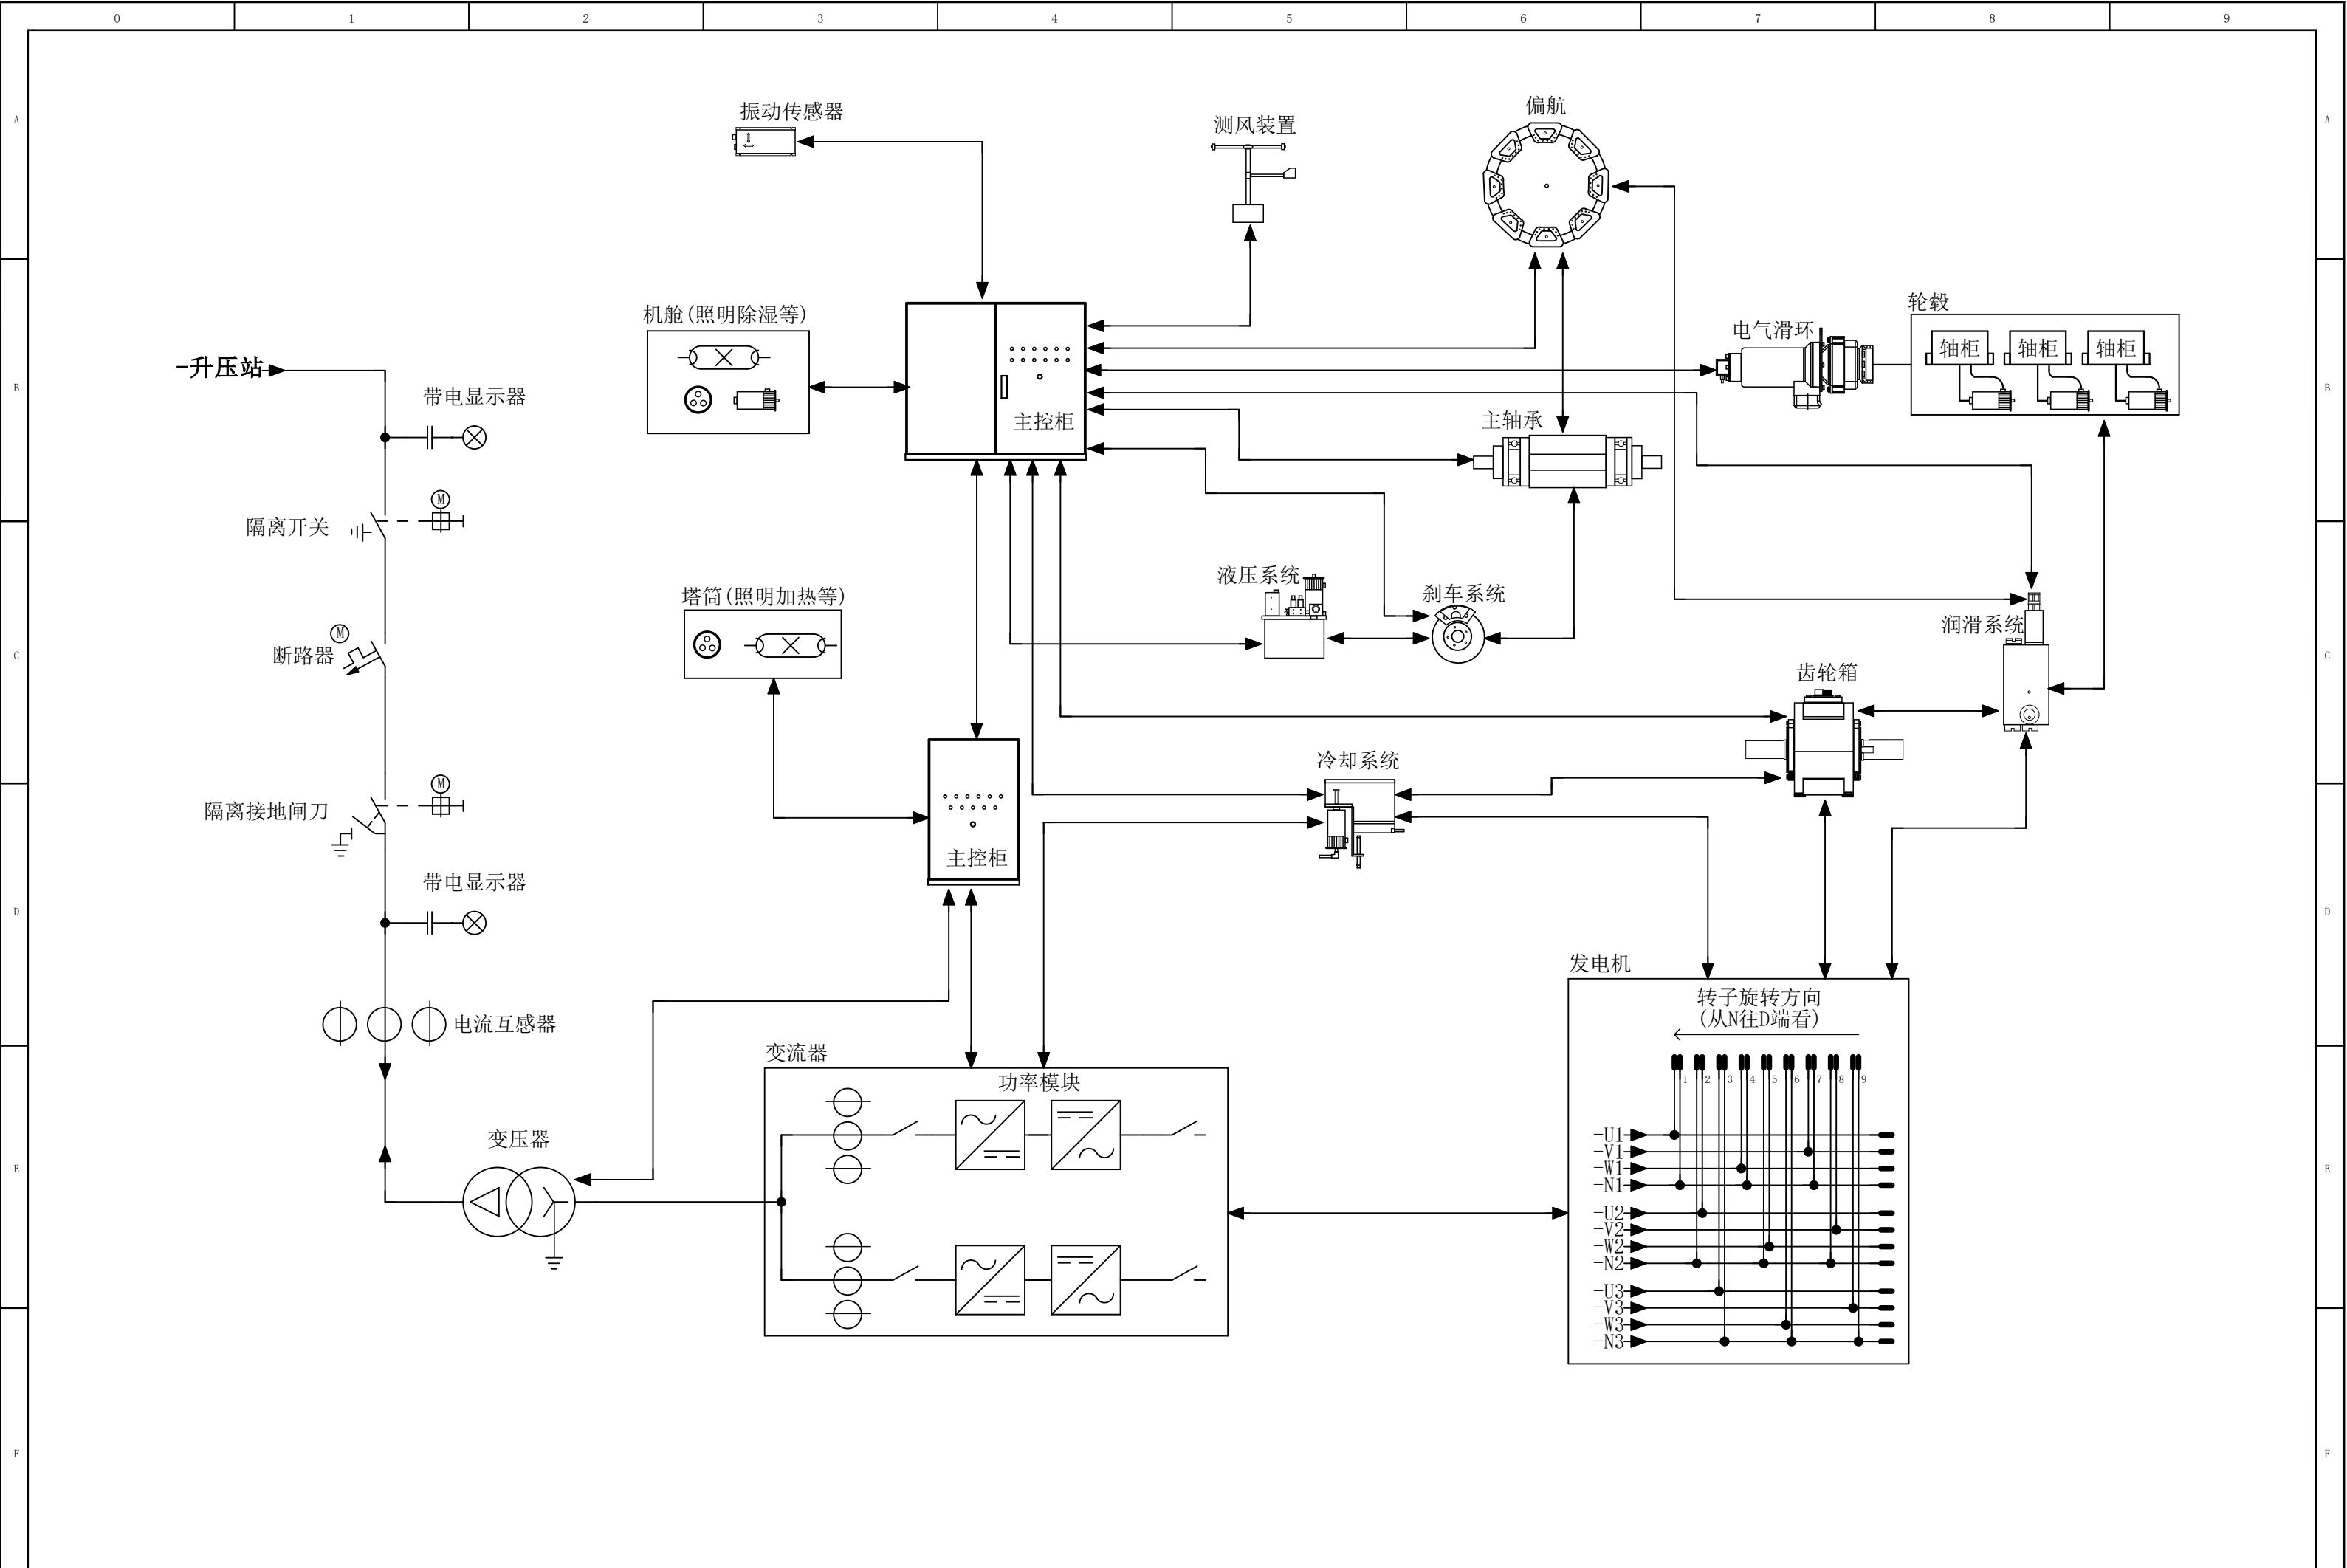 0 1 2 3 4 5 6 7 8 9
A
A
振动传感器
偏航
测风装置
轮毂
机舱(照明除湿等)
电气滑环
轴柜 轴柜 轴柜
-升压站
B
B
带电显示器
主控柜
主轴承
M
隔离开关
液压系统
刹车系统
塔筒(照明加热等)
润滑系统
M
断路器
C
C
齿轮箱
冷却系统
M
隔离接地闸刀
主控柜
带电显示器
D
D
发电机
转子旋转方向
(从N往D端看)
电流互感器
变流器
功率模块
1 2 3 4 5 6 7 8 9
变压器
-U1
-V1
E
E
-W1
-N1
-U2
-V2
-W2
-N2
-U3
-V3
-W3
-N3
F
F